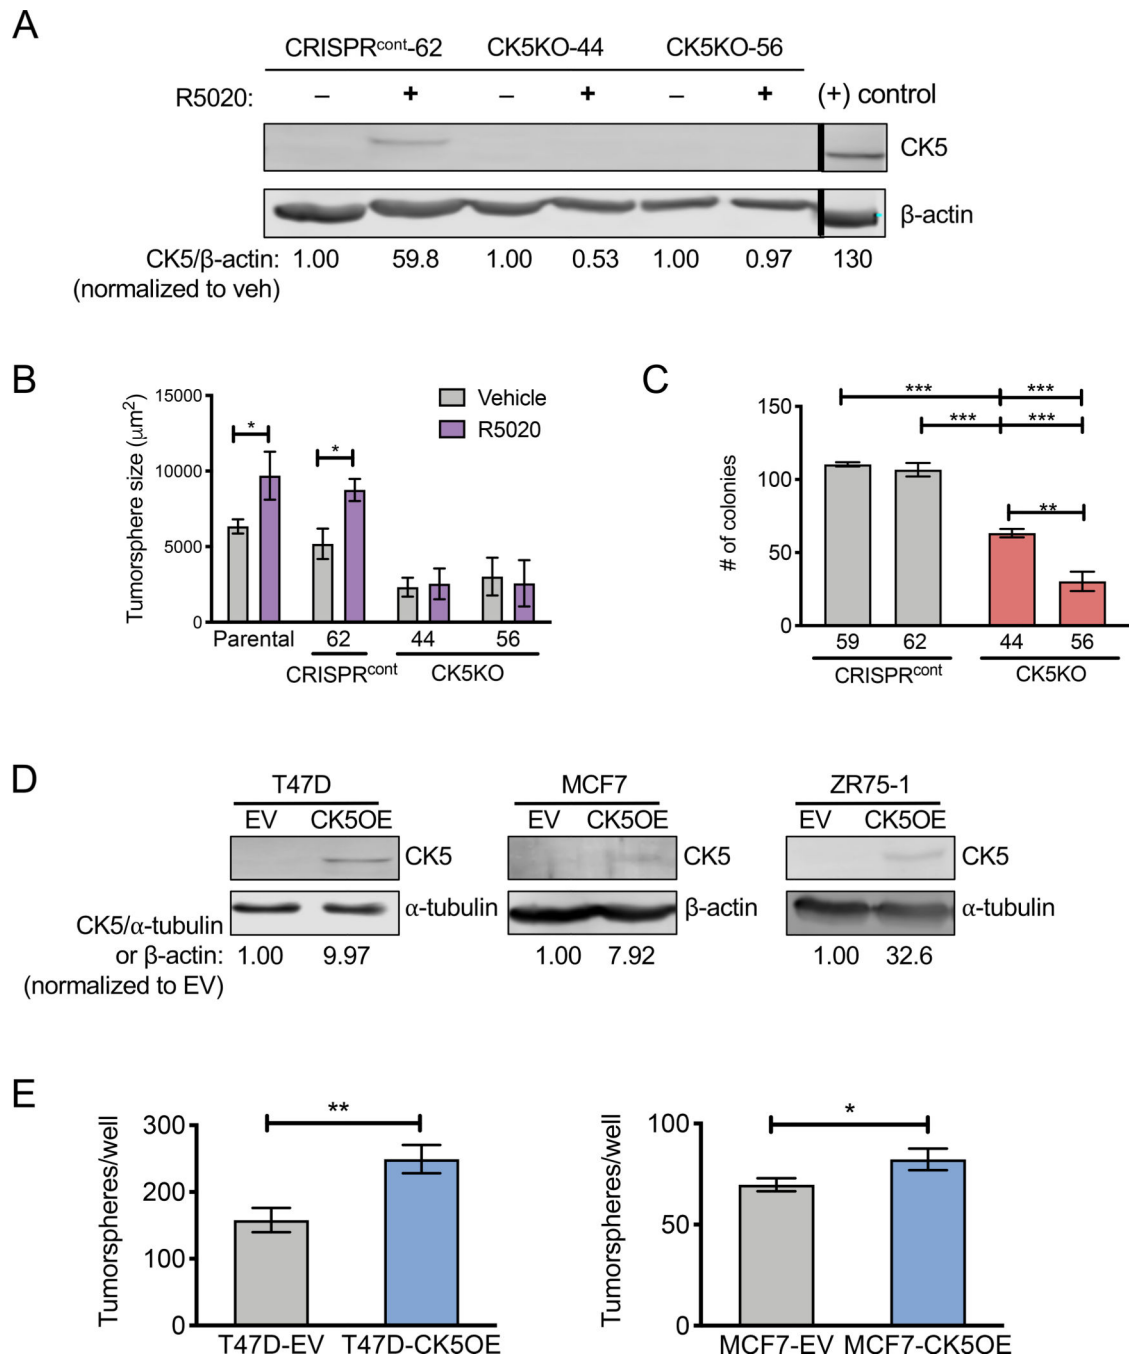 A
CRISPRcont-62 CK5KO-44 CK5KO-56
R5020: – + – + – + (+) control
CK5
β-actin
CK5/β-actin: 1.00 59.8 1.00 0.53 1.00 0.97 130
(normalized to veh)
B
Tumorsphere size (μm2)
15000
10000
5000
0
* *
Vehicle
R5020
Parental 62 44 56
CRISPRcont CK5KO
C
# of colonies
150
100
50
0
*** ***
*** ***
**
59 62 44 56
CRISPRcont CK5KO
D
T47D MCF7 ZR75-1
EV CK5OE EV CK5OE EV CK5OE
CK5 CK5 CK5
α-tubulin β-actin α-tubulin
CK5/α-tubulin
or β-actin: 1.00 9.97 1.00 7.92 1.00 32.6
(normalized to EV)
E
Tumorspheres/well
300
200
100
0
**
T47D-EV T47D-CK5OE
Tumorspheres/well
100
50
0
*
MCF7-EV MCF7-CK5OE